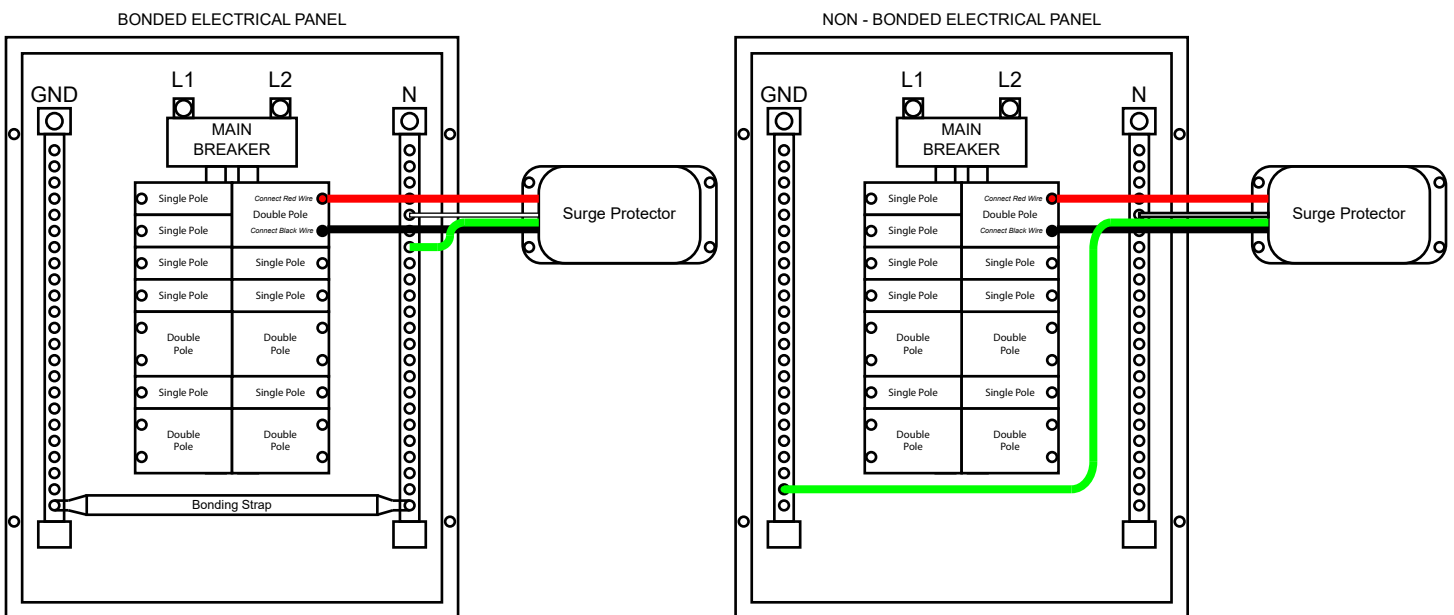 BONDED ELECTRICAL PANEL
GND
L1
L2
N
MAIN
BREAKER
Single Pole
Connect Red Wire
Double Pole
Single Pole
Connect Black Wire
Single Pole
Single Pole
Single Pole
Single Pole
Double
Pole
Double
Pole
Single Pole
Single Pole
Double
Pole
Double
Pole
Bonding Strap
Surge Protector
NON - BONDED ELECTRICAL PANEL
GND
L1
L2
N
MAIN
BREAKER
Single Pole
Connect Red Wire
Double Pole
Single Pole
Connect Black Wire
Single Pole
Single Pole
Single Pole
Single Pole
Double
Pole
Double
Pole
Single Pole
Single Pole
Double
Pole
Double
Pole
Surge Protector